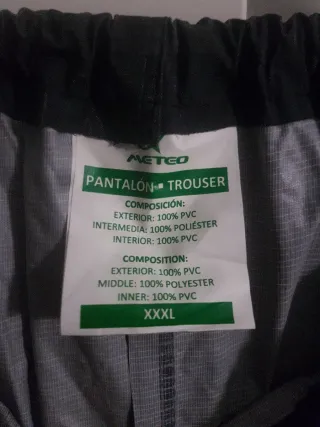 METEO
PANTALÓN - TROUSER
COMPOSICIÓN:
EXTERIOR: 100% PVC
INTERMEDIA: 100% POLIÉSTER
INTERIOR: 100% PVC
COMPOSITION:
EXTERIOR: 100% PVC
MIDDLE: 100% POLYESTER
INNER: 100% PVC
XXXL